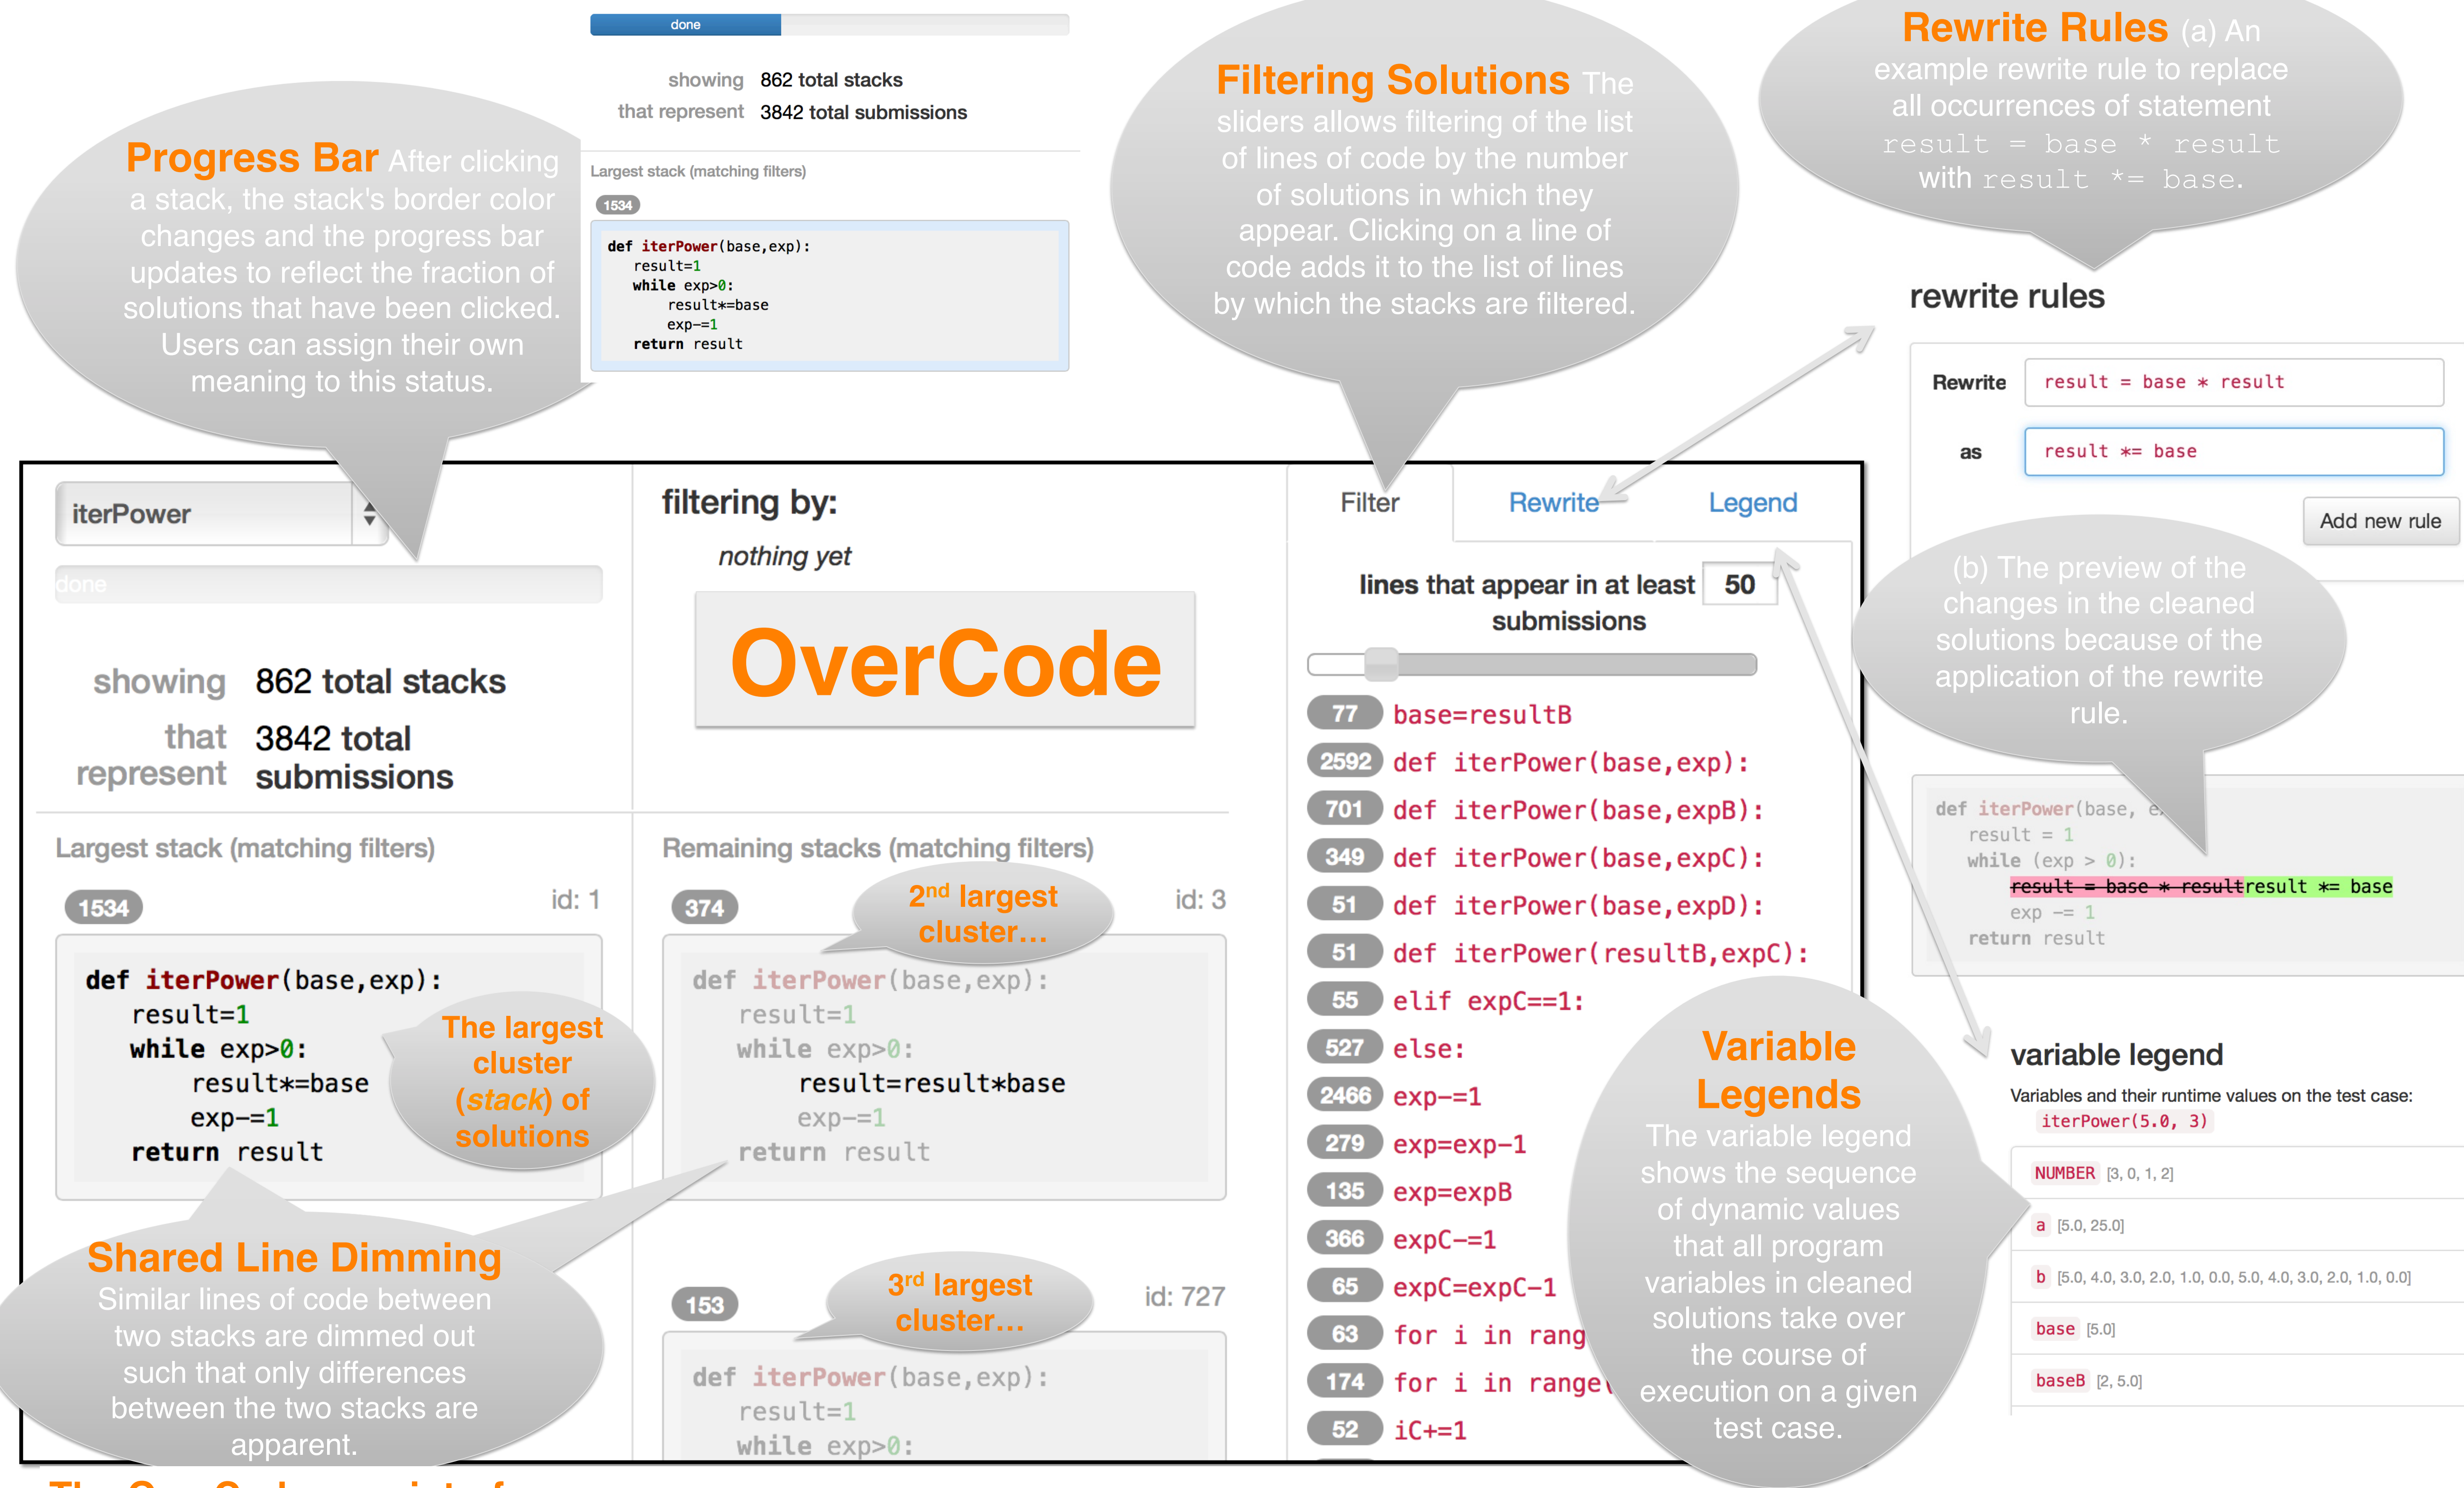 done
showing 862 total stacks
that represent 3842 total submissions
Largest stack (matching filters)
1534
def iterPower(base,exp):
result=1
while exp>0:
result*=base
exp-=1
return result
Progress Bar After clicking
a stack, the stack's border color
changes and the progress bar
updates to reflect the fraction of
solutions that have been clicked.
Users can assign their own
meaning to this status.
Filtering Solutions The
sliders allows filtering of the list
of lines of code by the number
of solutions in which they
appear. Clicking on a line of
code adds it to the list of lines
by which the stacks are filtered.
Rewrite Rules (a) An
example rewrite rule to replace
all occurrences of statement
result = base * result
with result *= base.
rewrite rules
Rewrite result = base * result
as result *= base
Add new rule
(b) The preview of the
changes in the cleaned
solutions because of the
application of the rewrite
rule.
def iterPower(base,
result = 1
while (exp > 0):
result = base * resultresult *= base
exp -= 1
return result
iterPower
done
showing 862 total stacks
that 3842 total
represent submissions
filtering by:
nothing yet
OverCode
Largest stack (matching filters)
1534 id: 1
def iterPower(base,exp):
result=1
while exp>0:
result*=base
exp-=1
return result
The largest
cluster
(stack) of
solutions
Shared Line Dimming
Similar lines of code between
two stacks are dimmed out
such that only differences
between the two stacks are
apparent.
Remaining stacks (matching filters)
374 id: 3
2nd largest
cluster...
def iterPower(base,exp):
result=1
while exp>0:
result=result*base
exp-=1
return result
153 id: 727
3rd largest
cluster...
def iterPower(base,exp):
result=1
while exp>0:
Filter Rewrite Legend
lines that appear in at least 50
submissions
77 base=resultB
2592 def iterPower(base,exp):
701 def iterPower(base,expB):
349 def iterPower(base,expC):
51 def iterPower(base,expD):
51 def iterPower(resultB,expC):
55 elif expC==1:
527 else:
2466 exp-=1
279 exp=exp-1
135 exp=expB
366 expC-=1
65 expC=expC-1
63 for i in rang
174 for i in range(
52 iC+=1
Variable
Legends
The variable legend
shows the sequence
of dynamic values
that all program
variables in cleaned
solutions take over
the course of
execution on a given
test case.
variable legend
Variables and their runtime values on the test case:
iterPower(5.0, 3)
NUMBER [3, 0, 1, 2]
a [5.0, 25.0]
b [5.0, 4.0, 3.0, 2.0, 1.0, 0.0, 5.0, 4.0, 3.0, 2.0, 1.0, 0.0]
base [5.0]
baseB [2, 5.0]